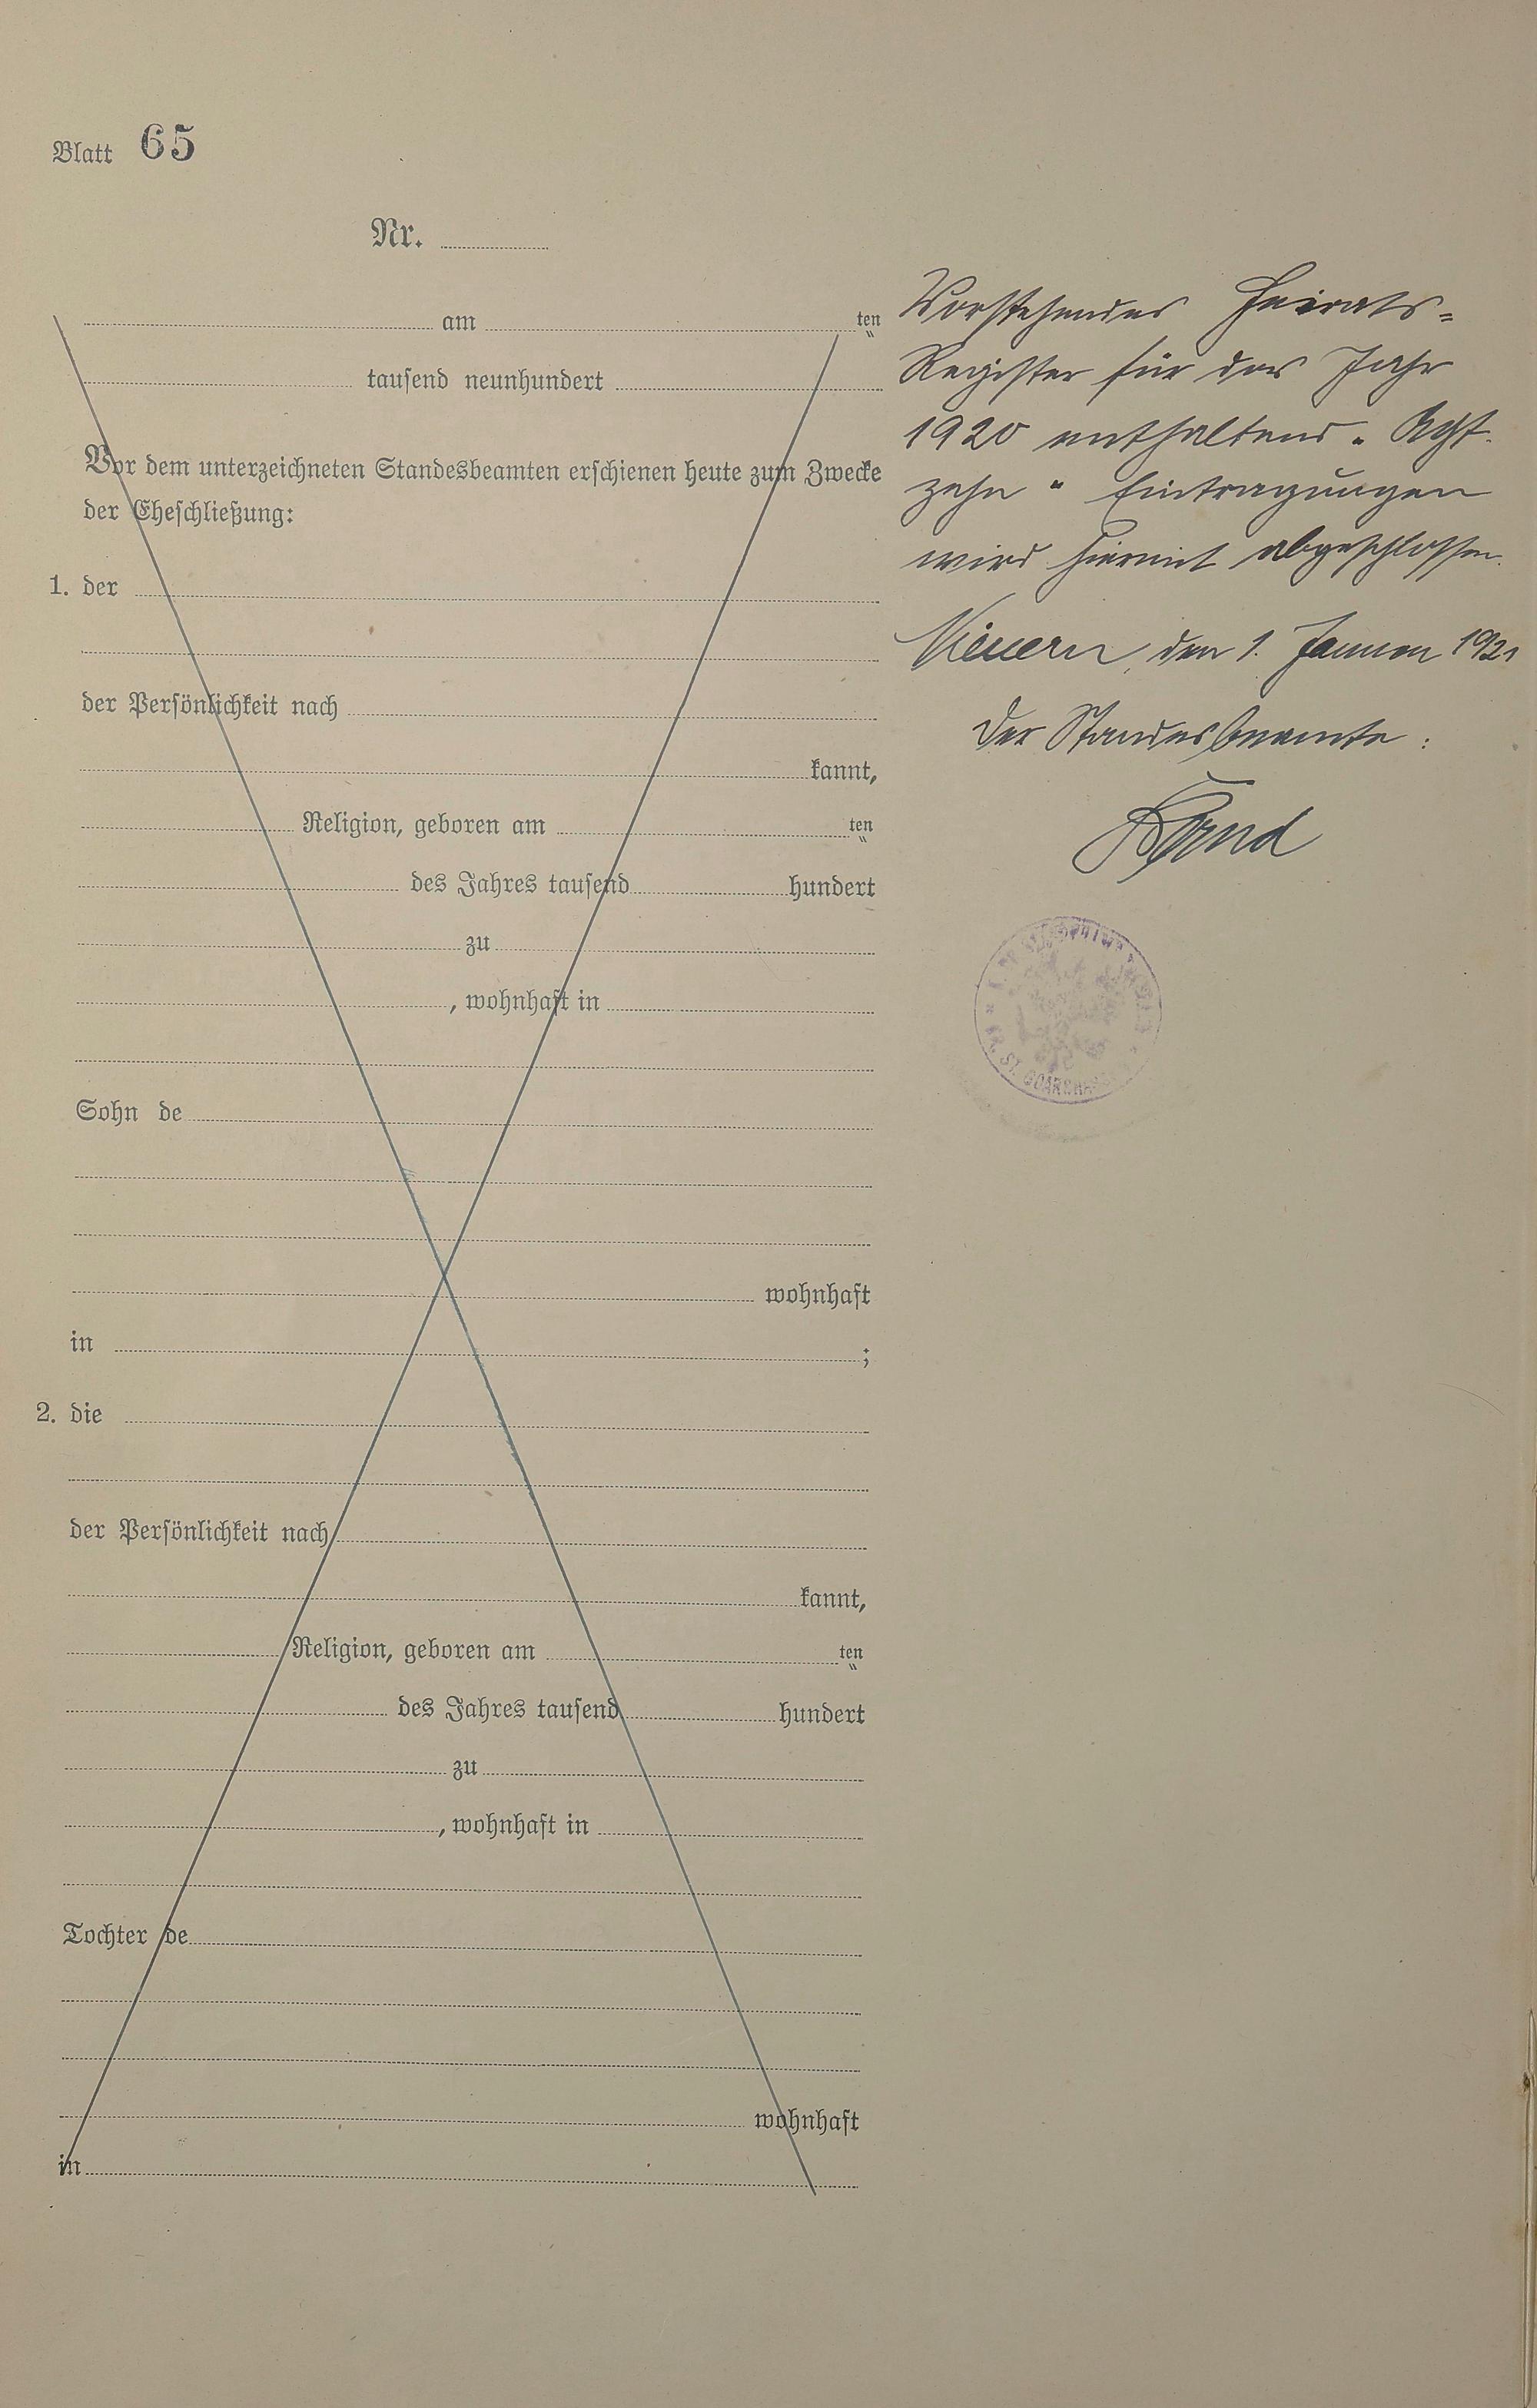 Blatt 65
Nr.
am ten
tausend neunhundert
Vor dem unterzeichneten Standesbeamten erschienen heute zum Zwecke
der Eheschließung:
1. der
der Persönlichkeit nach
kannt,
Religion, geboren am ten
des Jahres tausend hundert
zu
, wohnhaft in
Sohn de
wohnhaft
in ;
2. die
der Persönlichkeit nach
kannt,
Religion, geboren am ten
des Jahres tausend hundert
zu
, wohnhaft in
Tochter de
wohnhaft
in
Vorstehendes Heirats=
Register für das Jahr
1920 enthaltend „ Acht-
zehn " Eintragungen
wird hiermit abgeschlossen.
den 1. Januar 1921
Der Standesbeamte:
KR. ST.